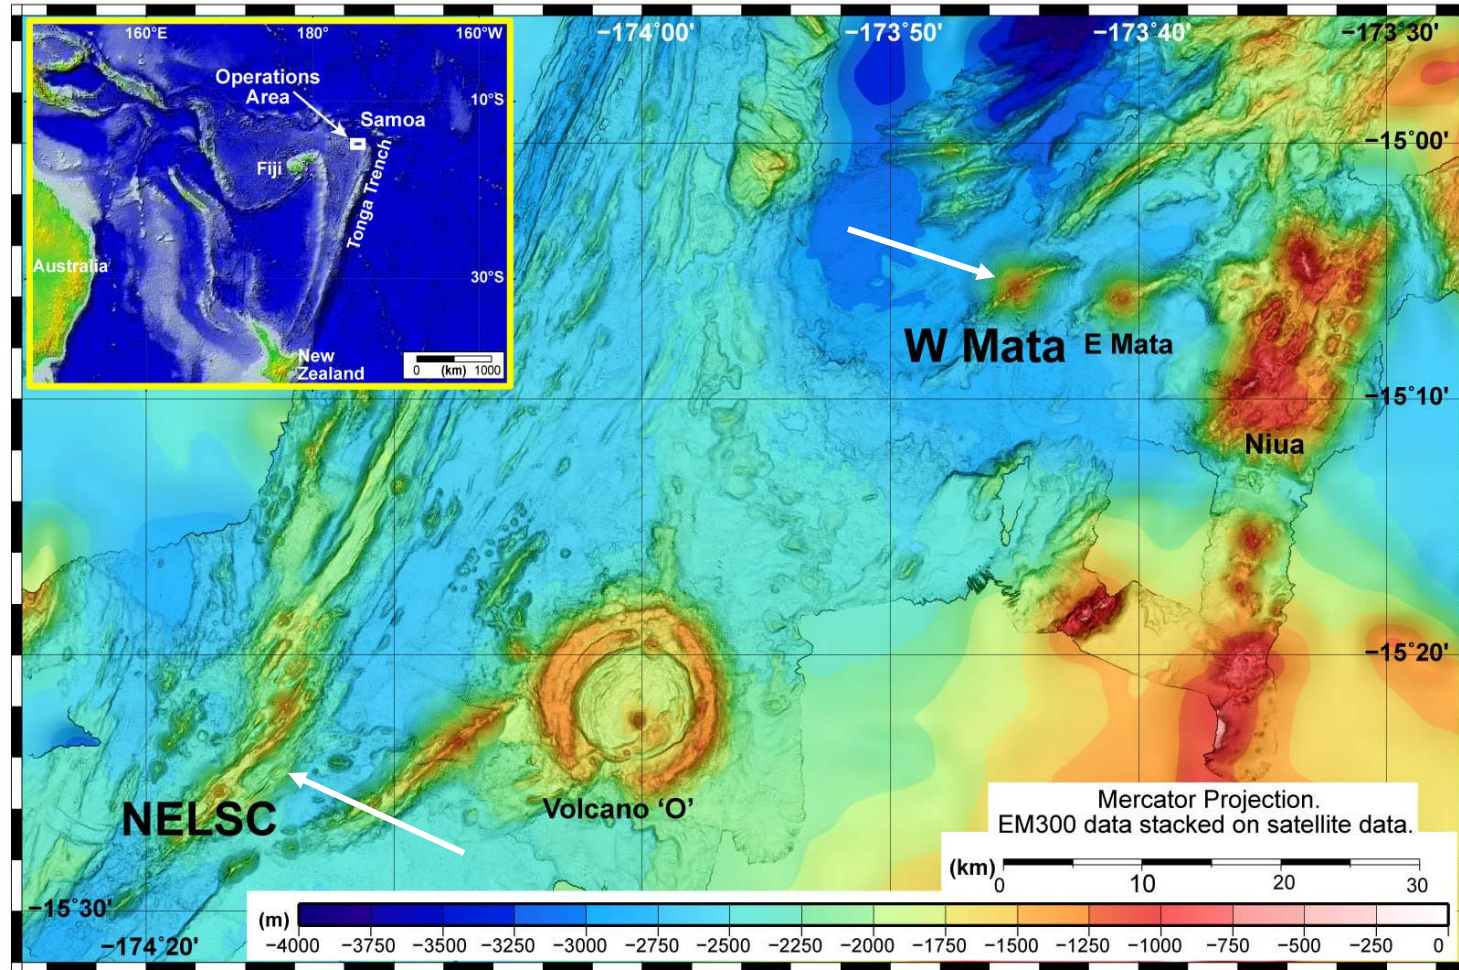 160°E 180° 160°W
Operations
Area
Samoa
10°S
Fiji
Tonga Trench
Australia
30°S
New
Zealand
0 (km) 1000
−174˚00' −173˚50' −173˚40' −173˚30'
−15˚00'
W Mata E Mata
−15˚10'
Niua
−15˚20'
Volcano ‘O’
NELSC
Mercator Projection.
EM300 data stacked on satellite data.
(km)
0 10 20 30
−15˚30'
−174˚20'
(m)
−4000 −3750 −3500 −3250 −3000 −2750 −2500 −2250 −2000 −1750 −1500 −1250 −1000 −750 −500 −250 0